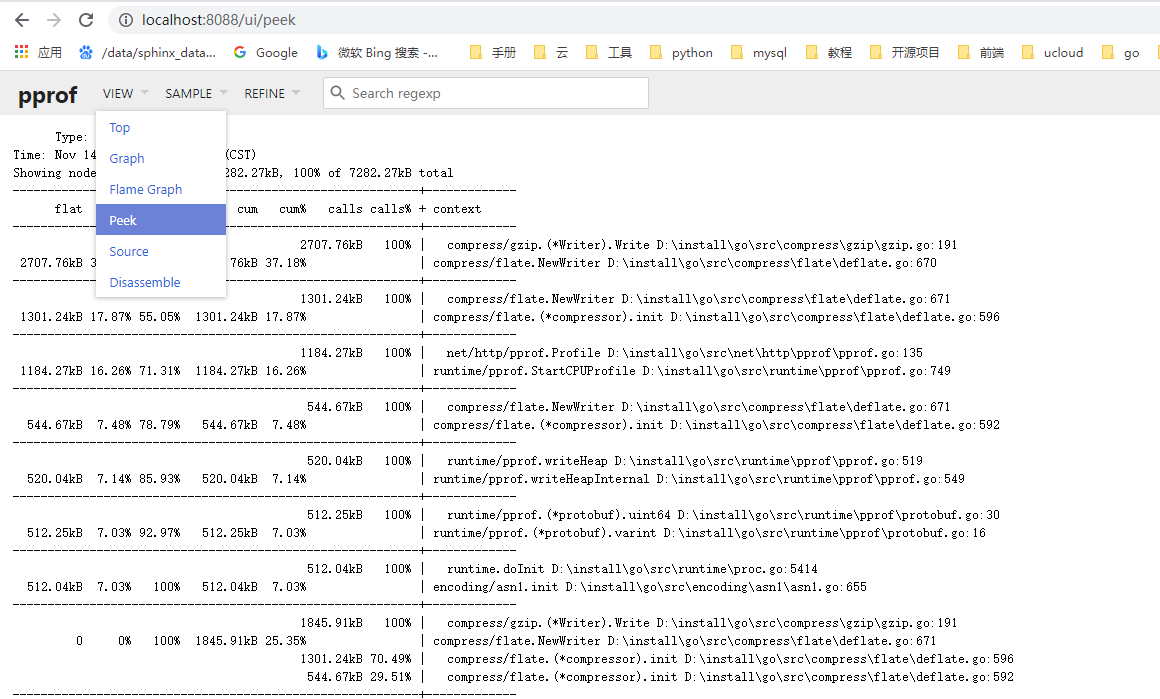 localhost:8088/ui/peek
应用 /data/sphinx_data... Google 微软 Bing 搜索 -... 手册 云 工具 python mysql 教程 开源项目 前端 ucloud go
pprof VIEW SAMPLE REFINE Search regexp
Top
Graph
Flame Graph
Peek
Source
Disassemble
Type:
Time: Nov 14 (CST)
Showing node 282.27kB, 100% of 7282.27kB total
----------------------------------------------------------+-------------
flat cum cum% calls calls% + context
----------------------------------------------------------+-------------
2707.76kB 100% | compress/gzip.(*Writer).Write D:\install\go\src\compress\gzip\gzip.go:191
2707.76kB 3 76kB 37.18% | compress/flate.NewWriter D:\install\go\src\compress\flate\deflate.go:670
----------------------------------------------------------+-------------
1301.24kB 100% | compress/flate.NewWriter D:\install\go\src\compress\flate\deflate.go:671
1301.24kB 17.87% 55.05% 1301.24kB 17.87% | compress/flate.(*compressor).init D:\install\go\src\compress\flate\deflate.go:596
----------------------------------------------------------+-------------
1184.27kB 100% | net/http/pprof.Profile D:\install\go\src\net\http\pprof\pprof.go:135
1184.27kB 16.26% 71.31% 1184.27kB 16.26% | runtime/pprof.StartCPUProfile D:\install\go\src\runtime\pprof\pprof.go:749
----------------------------------------------------------+-------------
544.67kB 100% | compress/flate.NewWriter D:\install\go\src\compress\flate\deflate.go:671
544.67kB 7.48% 78.79% 544.67kB 7.48% | compress/flate.(*compressor).init D:\install\go\src\compress\flate\deflate.go:592
----------------------------------------------------------+-------------
520.04kB 100% | runtime/pprof.writeHeap D:\install\go\src\runtime\pprof\pprof.go:519
520.04kB 7.14% 85.93% 520.04kB 7.14% | runtime/pprof.writeHeapInternal D:\install\go\src\runtime\pprof\pprof.go:549
----------------------------------------------------------+-------------
512.25kB 100% | runtime/pprof.(*protobuf).uint64 D:\install\go\src\runtime\pprof\protobuf.go:30
512.25kB 7.03% 92.97% 512.25kB 7.03% | runtime/pprof.(*protobuf).varint D:\install\go\src\runtime\pprof\protobuf.go:16
----------------------------------------------------------+-------------
512.04kB 100% | runtime.doInit D:\install\go\src\runtime\proc.go:5414
512.04kB 7.03% 100% 512.04kB 7.03% | encoding/asn1.init D:\install\go\src\encoding\asn1\asn1.go:655
----------------------------------------------------------+-------------
1845.91kB 100% | compress/gzip.(*Writer).Write D:\install\go\src\compress\gzip\gzip.go:191
0 0% 100% 1845.91kB 25.35% | compress/flate.NewWriter D:\install\go\src\compress\flate\deflate.go:671
1301.24kB 70.49% | compress/flate.(*compressor).init D:\install\go\src\compress\flate\deflate.go:596
544.67kB 29.51% | compress/flate.(*compressor).init D:\install\go\src\compress\flate\deflate.go:592
----------------------------------------------------------+-------------